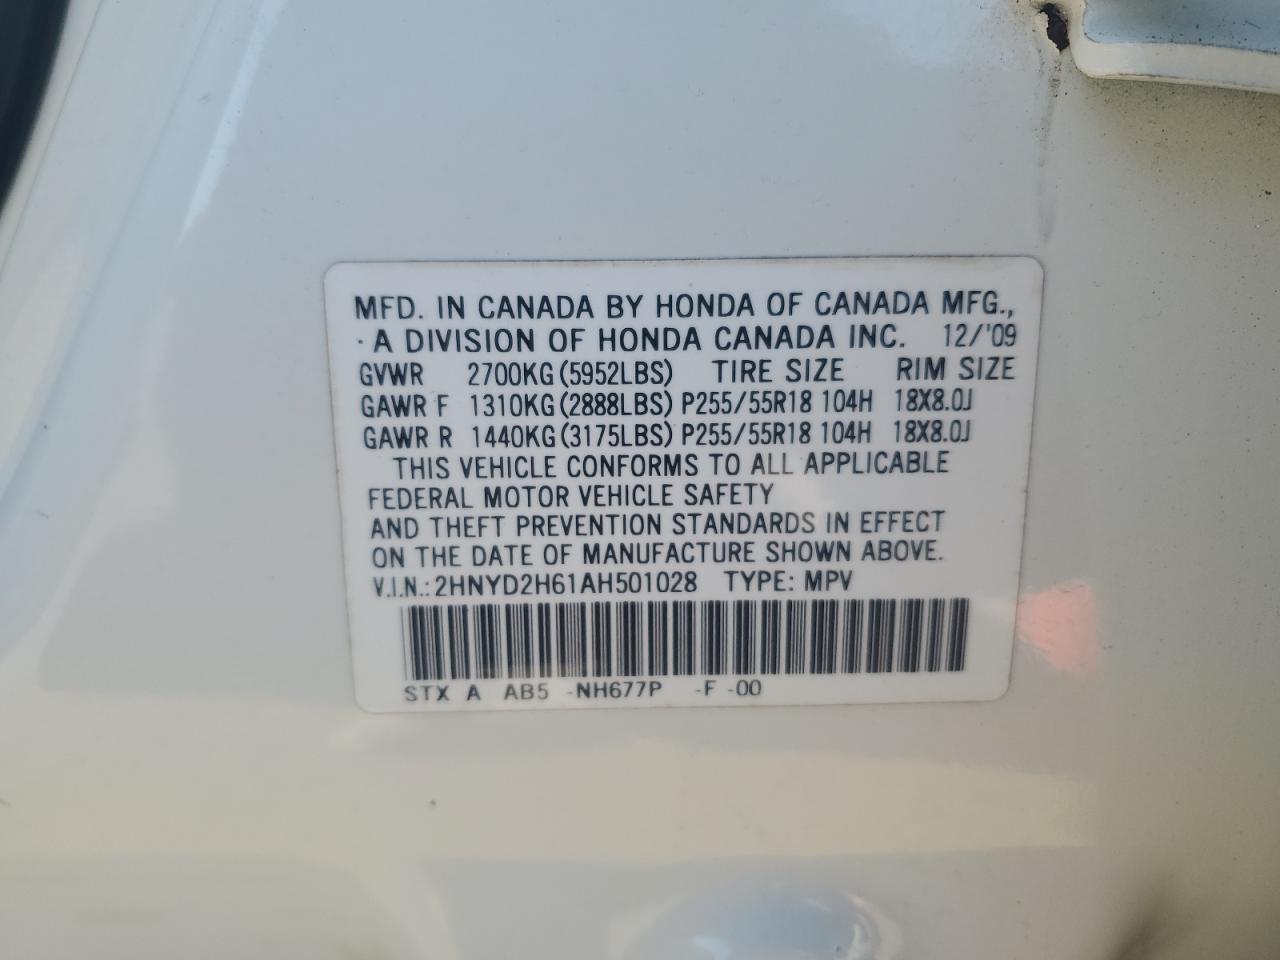 MFD. IN CANADA BY HONDA OF CANADA MFG.,
A DIVISION OF HONDA CANADA INC. 12/'09
GVWR 2700KG(5952LBS) TIRE SIZE RIM SIZE
GAWR F 1310KG(2888LBS) P255/55R18 104H 18X8.0J
GAWR R 1440KG(3175LBS) P255/55R18 104H 18X8.0J
THIS VEHICLE CONFORMS TO ALL APPLICABLE
FEDERAL MOTOR VEHICLE SAFETY
AND THEFT PREVENTION STANDARDS IN EFFECT
ON THE DATE OF MANUFACTURE SHOWN ABOVE.
V.I.N.: 2HNYD2H61AH501028 TYPE: MPV
STX A AB5 -NH677P -F -00